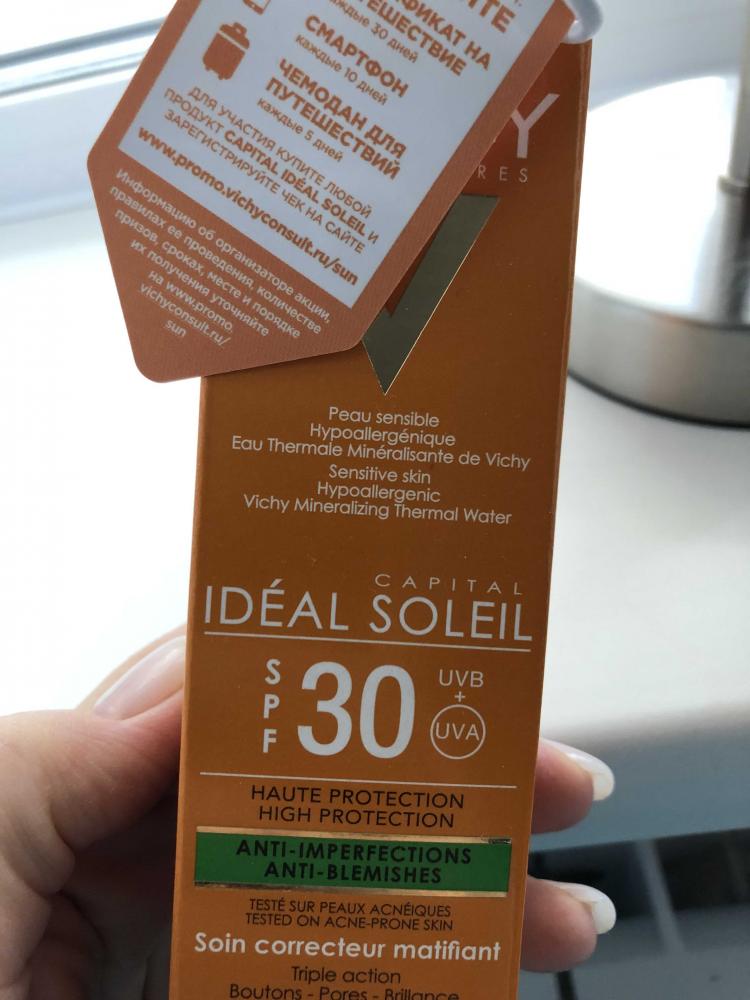 ФИКАТ НА
ТЕШЕСТВИЕ
каждые 30 дней
СМАРТФОН
каждые 10 дней
ЧЕМОДАН ДЛЯ
ПУТЕШЕСТВИЙ
каждые 5 дней
ДЛЯ УЧАСТИЯ КУПИТЕ ЛЮБОЙ
ПРОДУКТ CAPITAL IDÉAL SOLEIL И
ЗАРЕГИСТРИРУЙТЕ ЧЕК НА САЙТЕ
www.promo.vichyconsult.ru/sun
Информацию об организаторе акции,
правилах ее проведения, количестве
призов, сроках, месте и порядке
их получения уточняйте
на www.promo.
vichyconsult.ru/
sun
Y
RES
Peau sensible
Hypoallergénique
Eau Thermale Minéralisante de Vichy
Sensitive skin
Hypoallergenic
Vichy Mineralizing Thermal Water
CAPITAL
IDÉAL SOLEIL
SPF 30 UVB + UVA
HAUTE PROTECTION
HIGH PROTECTION
ANTI-IMPERFECTIONS
ANTI-BLEMISHES
TESTÉ SUR PEAUX ACNÉIQUES
TESTED ON ACNE-PRONE SKIN
Soin correcteur matifiant
Triple action
Boutons - Pores - Brillance